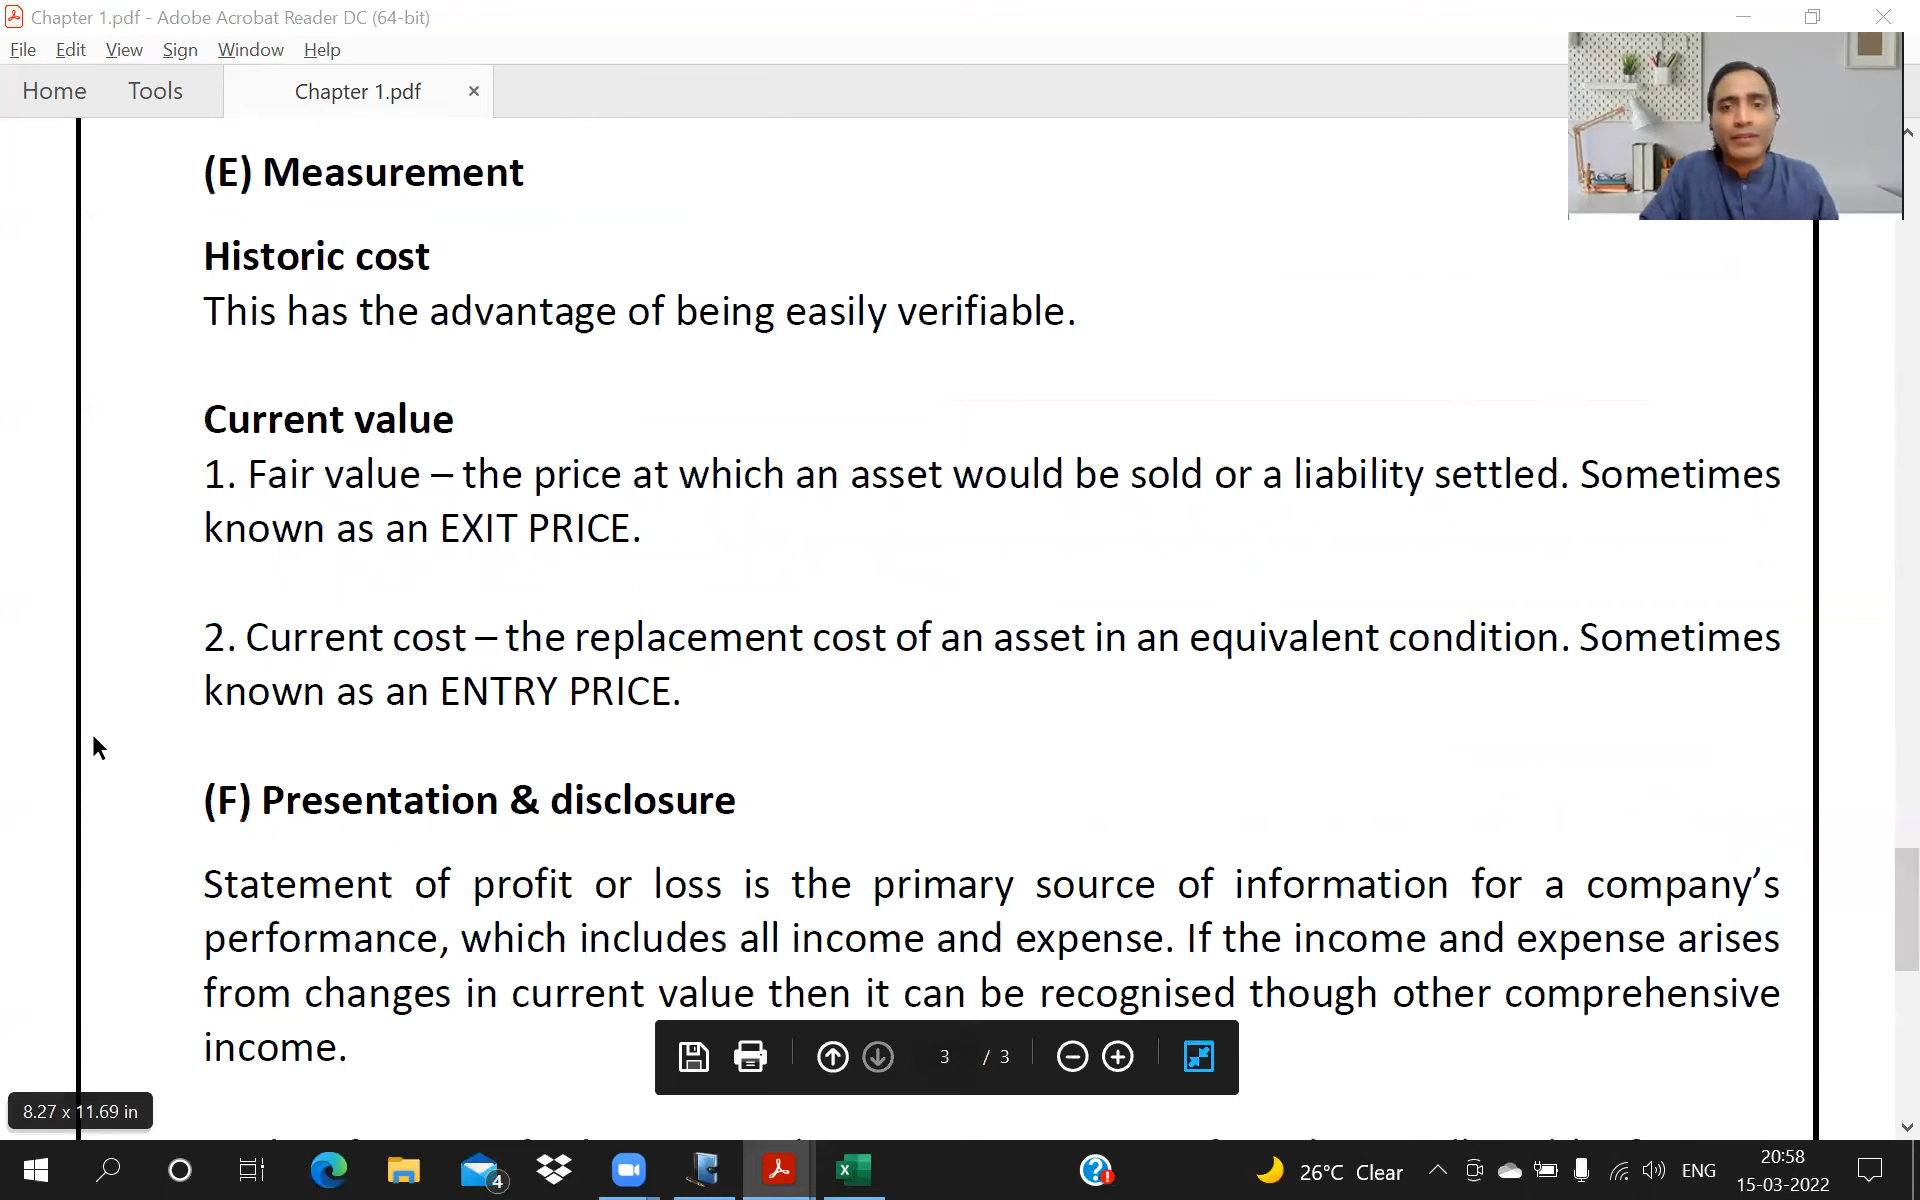 Chapter 1.pdf - Adobe Acrobat Reader DC (64-bit)
File Edit View Sign Window Help
Home Tools Chapter 1.pdf
(E) Measurement
Historic cost
This has the advantage of being easily verifiable.
Current value
1. Fair value – the price at which an asset would be sold or a liability settled. Sometimes
known as an EXIT PRICE.
2. Current cost – the replacement cost of an asset in an equivalent condition. Sometimes
known as an ENTRY PRICE.
(F) Presentation & disclosure
Statement of profit or loss is the primary source of information for a company’s
performance, which includes all income and expense. If the income and expense arises
from changes in current value then it can be recognised though other comprehensive
income.
3 / 3
8.27 x 11.69 in
4
26°C Clear
ENG
20:58
15-03-2022